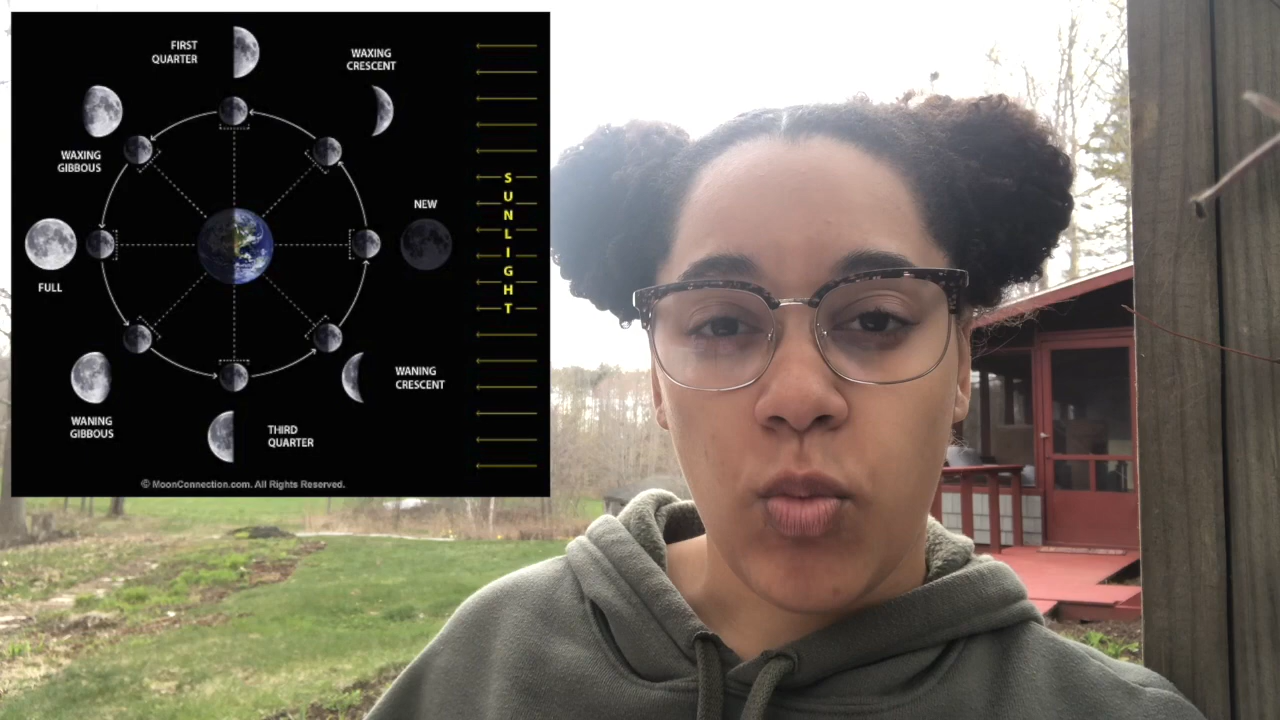 FIRST
QUARTER
WAXING
CRESCENT
WAXING
GIBBOUS
NEW
SUNLIGHT
FULL
WANING
CRESCENT
WANING
GIBBOUS
THIRD
QUARTER
© MoonConnection.com. All Rights Reserved.